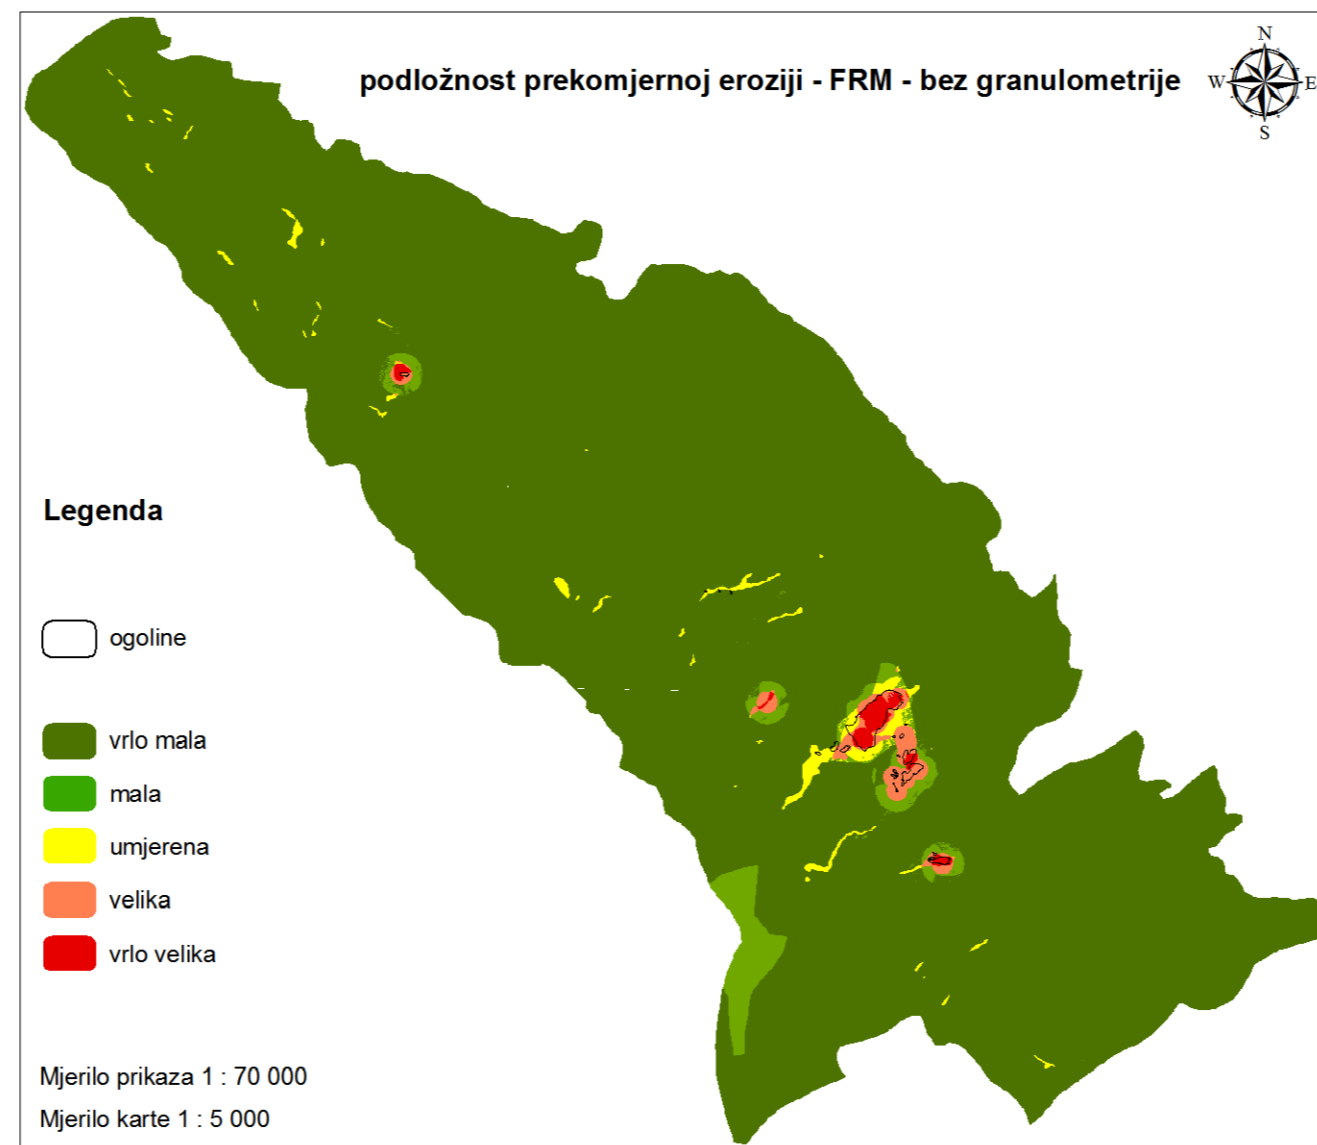 podložnost prekomjernoj eroziji - FRM - bez granulometrije
N
W E
S
Legenda
ogoline
vrlo mala
mala
umjerena
velika
vrlo velika
Mjerilo prikaza 1 : 70 000
Mjerilo karte 1 : 5 000